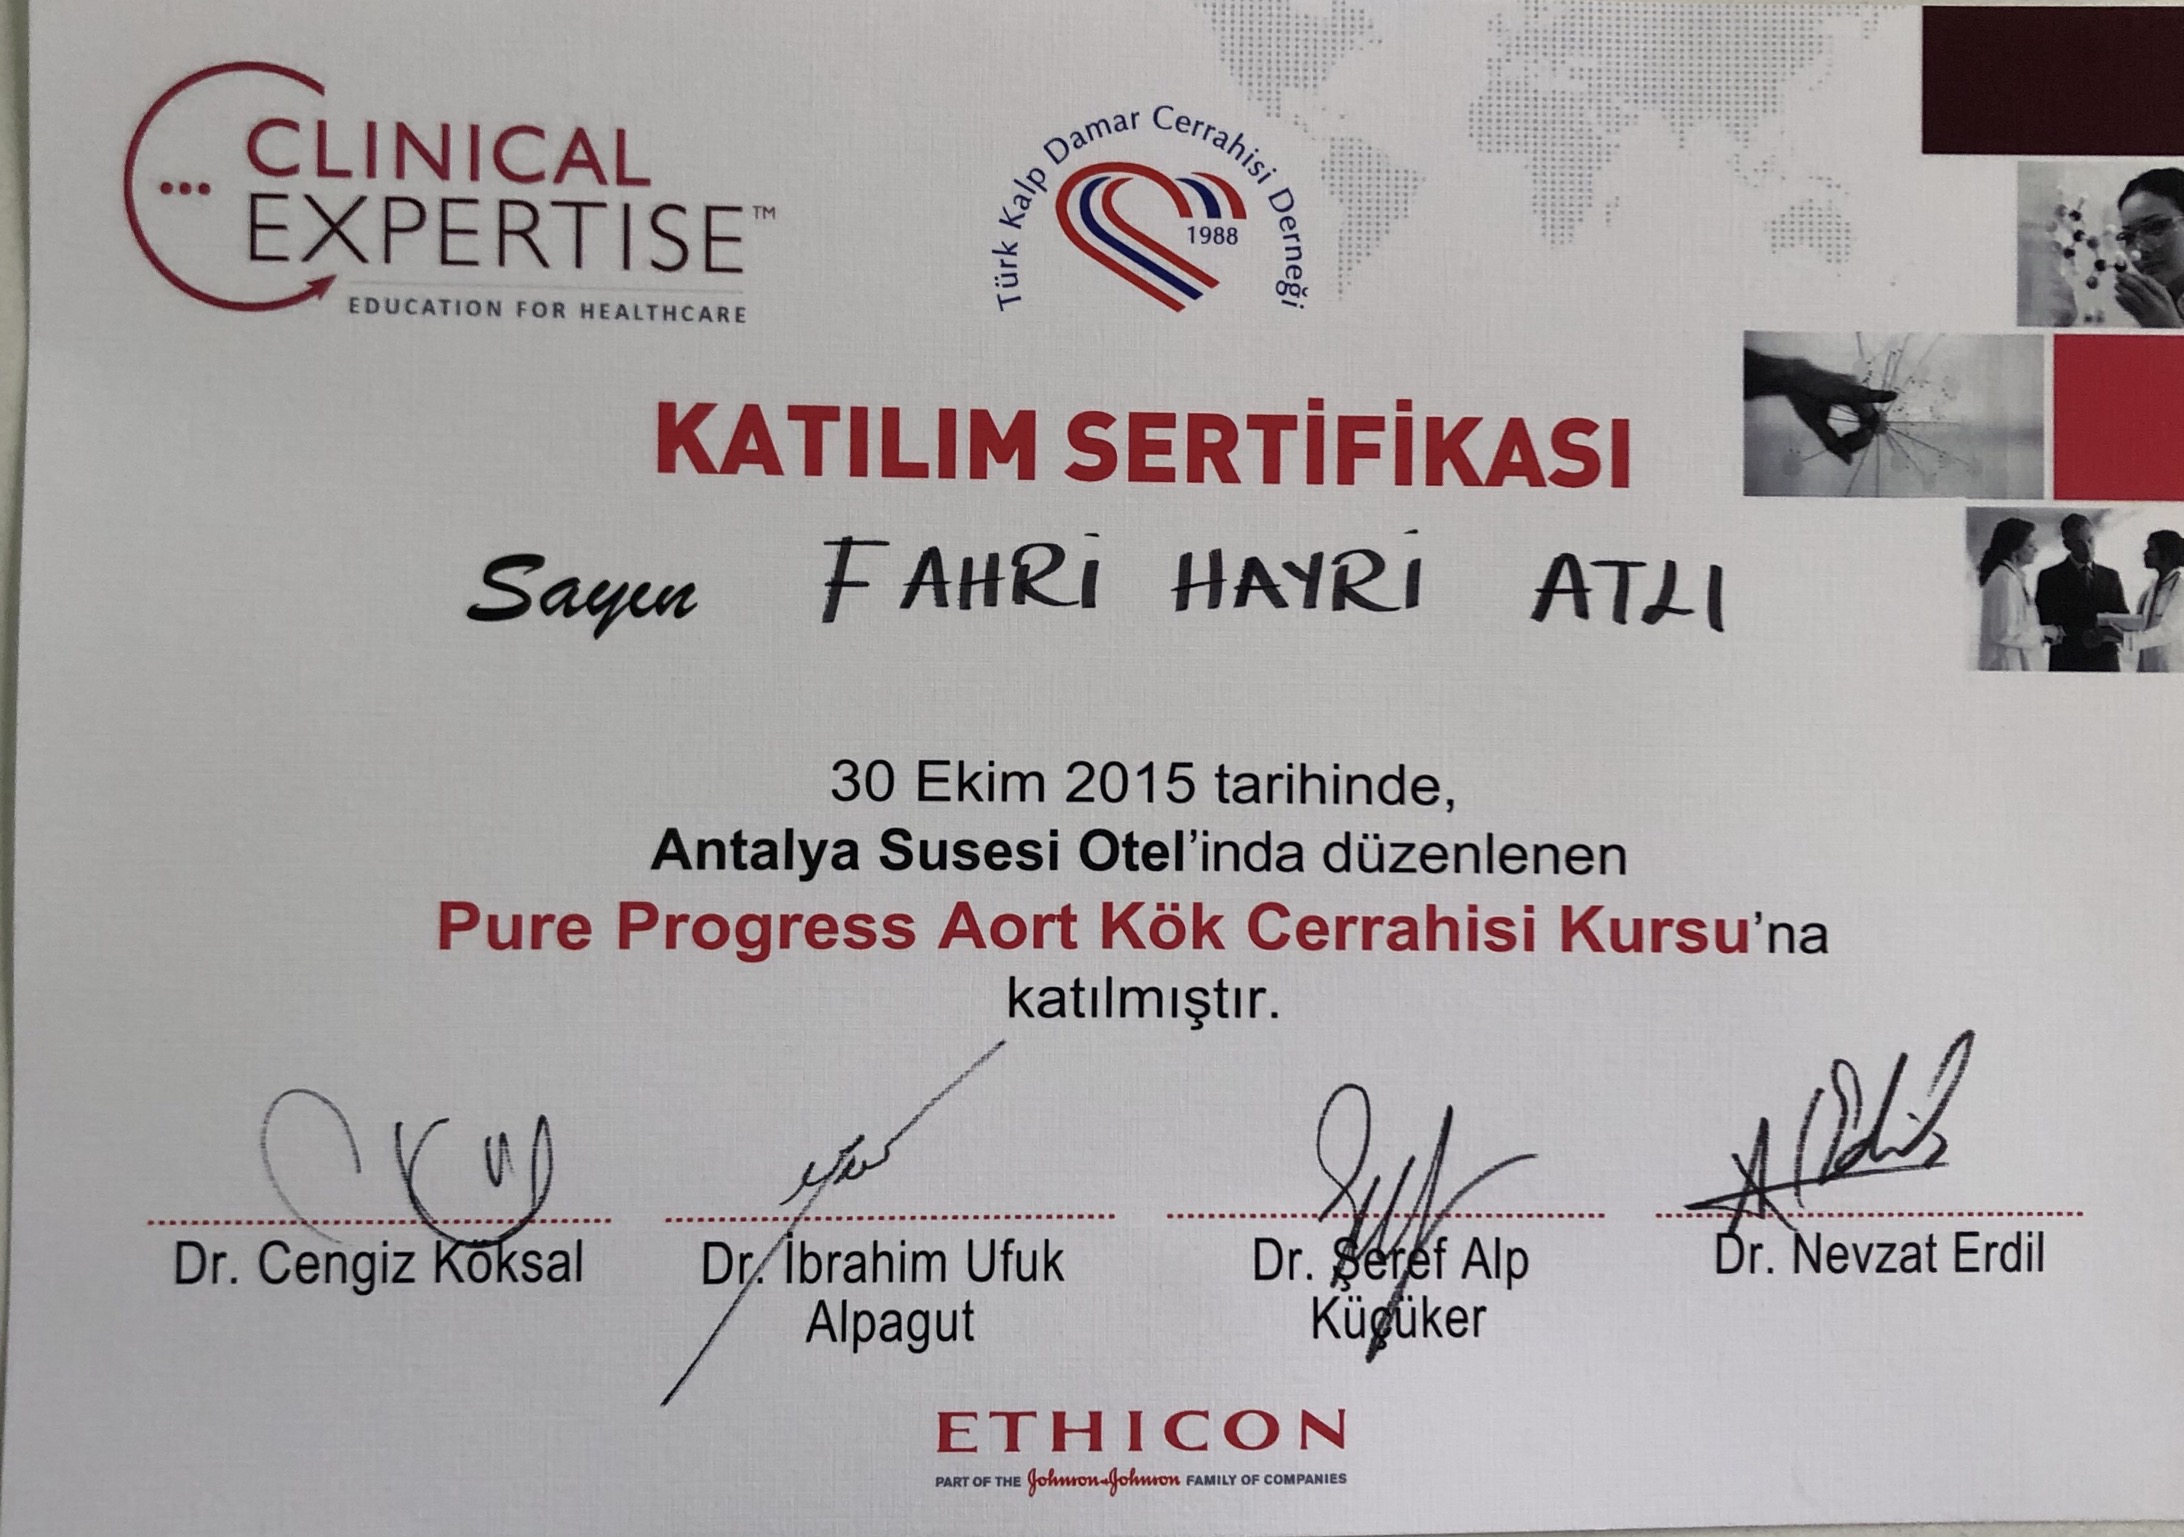 CLINICAL
EXPERTISE™
EDUCATION FOR HEALTHCARE
Türk Kalp Damar Cerrahisi Derneği
1988
KATILIM SERTİFİKASI
Sayın FAHRİ HAYRİ ATLI
30 Ekim 2015 tarihinde,
Antalya Susesi Otel'inda düzenlenen
Pure Progress Aort Kök Cerrahisi Kursu'na
katılmıştır.
Dr. Cengiz Köksal
Dr. İbrahim Ufuk
Alpagut
Dr. Şeref Alp
Küçüker
Dr. Nevzat Erdil
ETHICON
PART OF THE Johnson & Johnson FAMILY OF COMPANIES